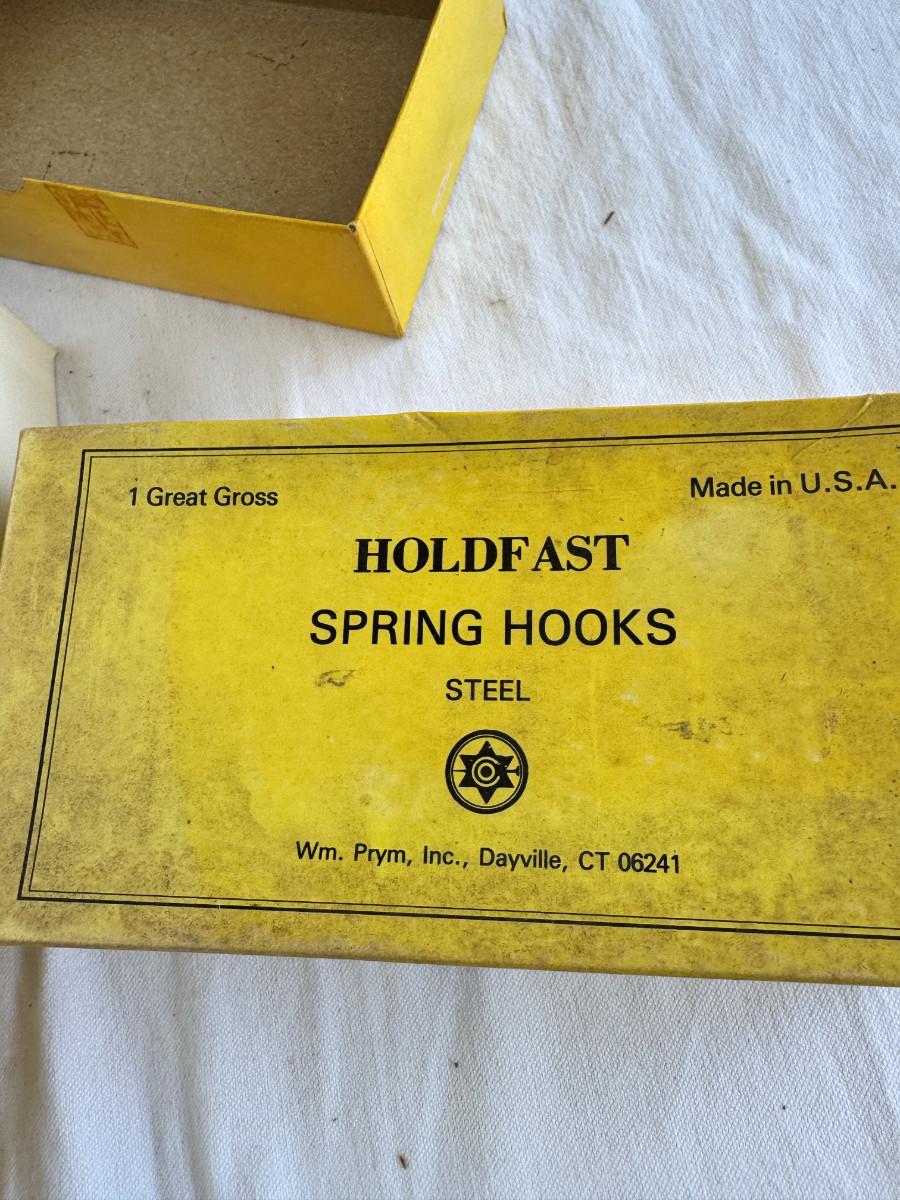 1 Great Gross
Made in U.S.A.
HOLDFAST
SPRING HOOKS
STEEL
Wm. Prym, Inc., Dayville, CT 06241